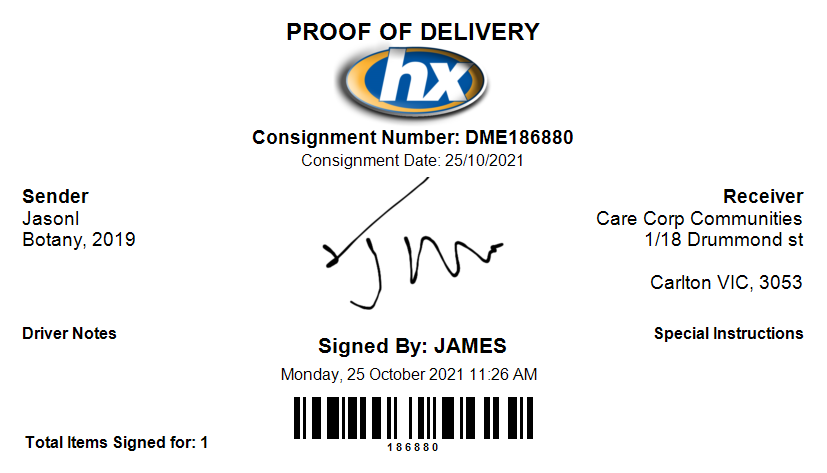 PROOF OF DELIVERY
hx
Consignment Number: DME186880
Consignment Date: 25/10/2021
Sender
JasonI
Botany, 2019
Receiver
Care Corp Communities
1/18 Drummond st
Carlton VIC, 3053
Driver Notes
Special Instructions
Signed By: JAMES
Monday, 25 October 2021 11:26 AM
186880
Total Items Signed for: 1